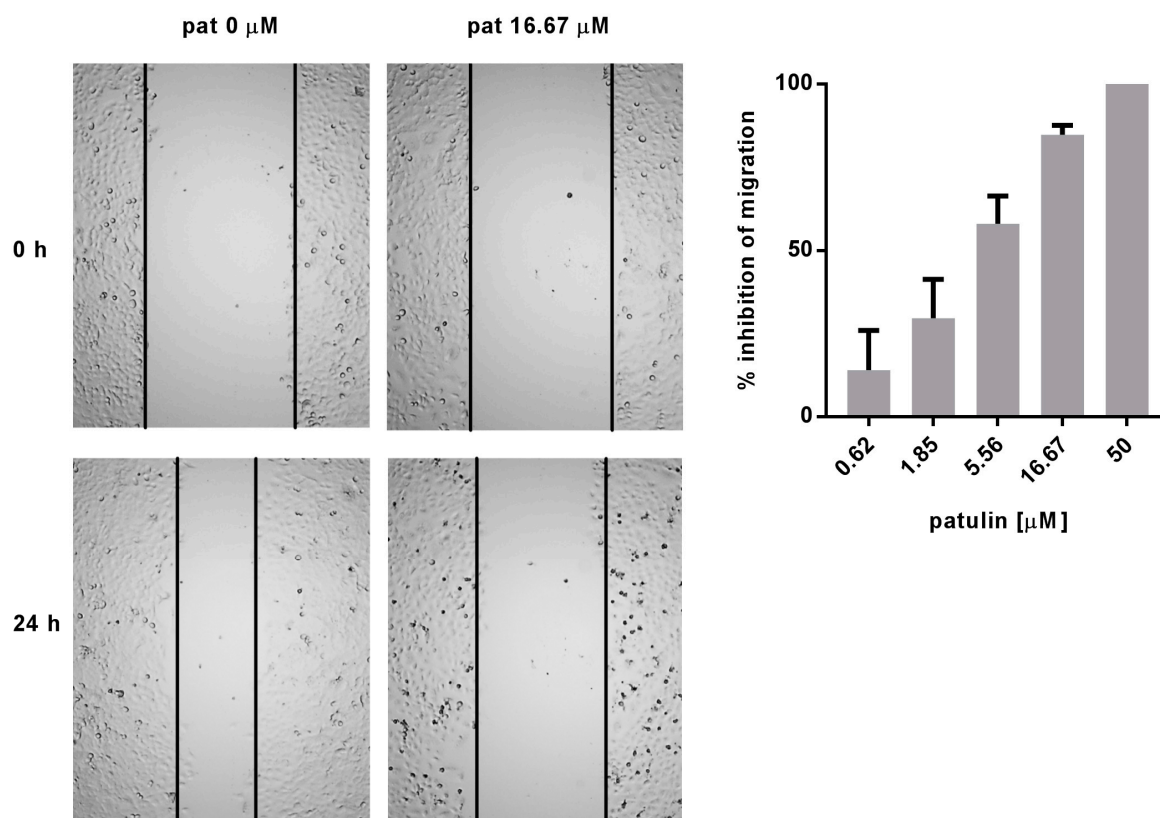 pat 0 μM
pat 16.67 μM
0 h
24 h
% inhibition of migration
100
50
0
0.62
1.85
5.56
16.67
50
patulin [μM]